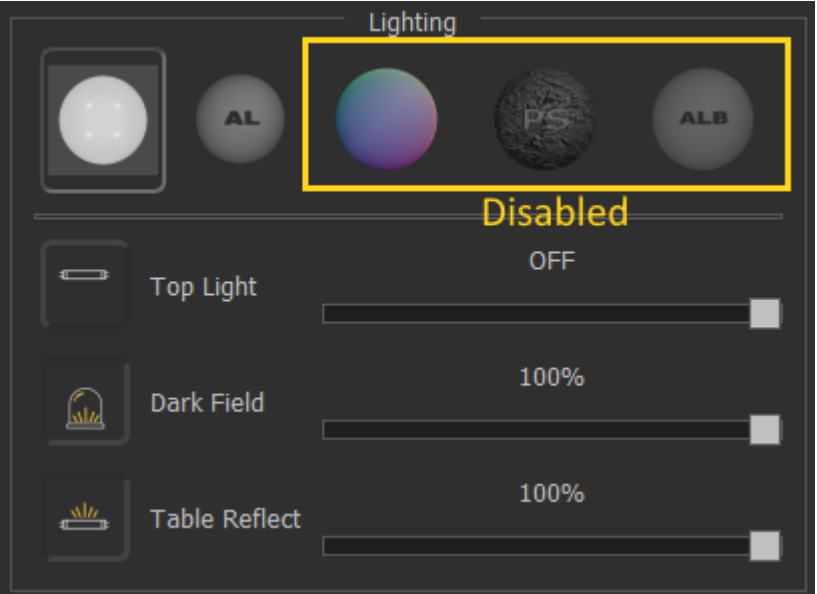 Lighting
AL
PS
ALB
Disabled
OFF
Top Light
100%
Dark Field
100%
Table Reflect